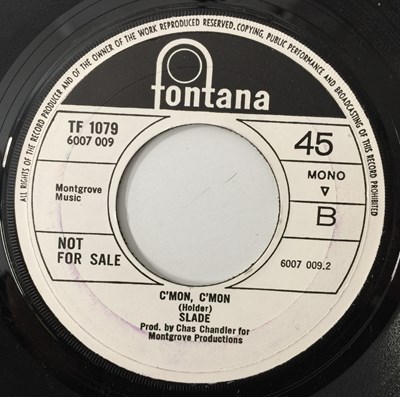 ALL RIGHTS OF THE RECORD PRODUCER AND OF THE OWNER OF THE WORK REPRODUCED RESERVED. COPYING, PUBLIC PERFORMANCE AND BROADCASTING OF THIS RECORD PROHIBITED
fontana
TF 1079
6007 009
45
MONO
Montgrove
Music
B
NOT
FOR SALE
6007 009.2
C'MON, C'MON
(Holder)
SLADE
Prod. by Chas Chandler for
Montgrove Productions